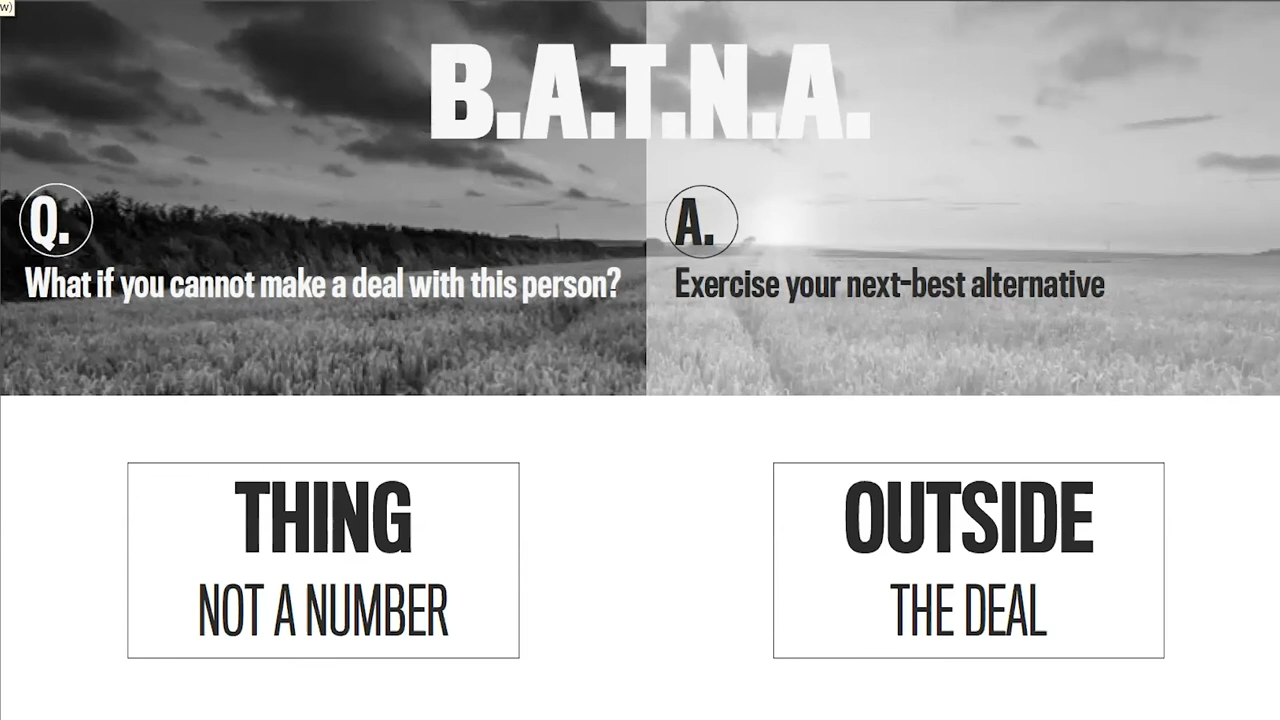 w)
B.A.T.N.A.
Q.
What if you cannot make a deal with this person?
A.
Exercise your next-best alternative
THING
NOT A NUMBER
OUTSIDE
THE DEAL